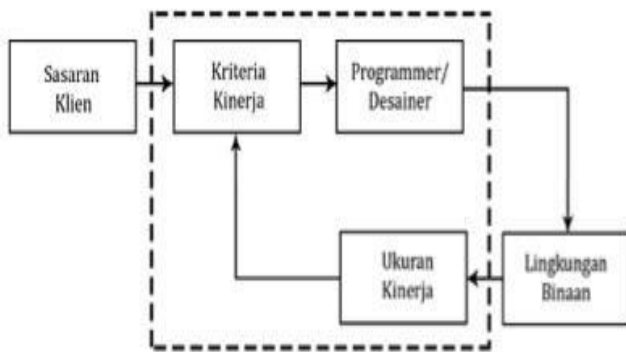 Sasaran
Klien
Kriteria
Kinerja
Programmer/
Desainer
Ukuran
Kinerja
Lingkungan
Binaan